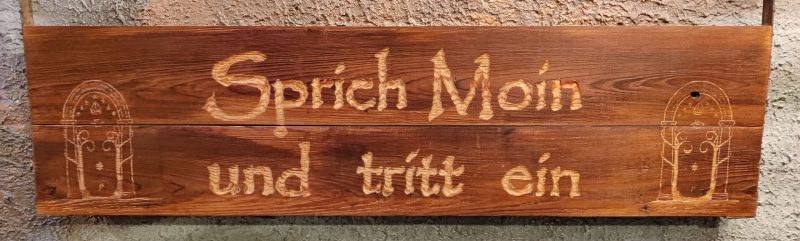 Sprich Moin
und tritt ein